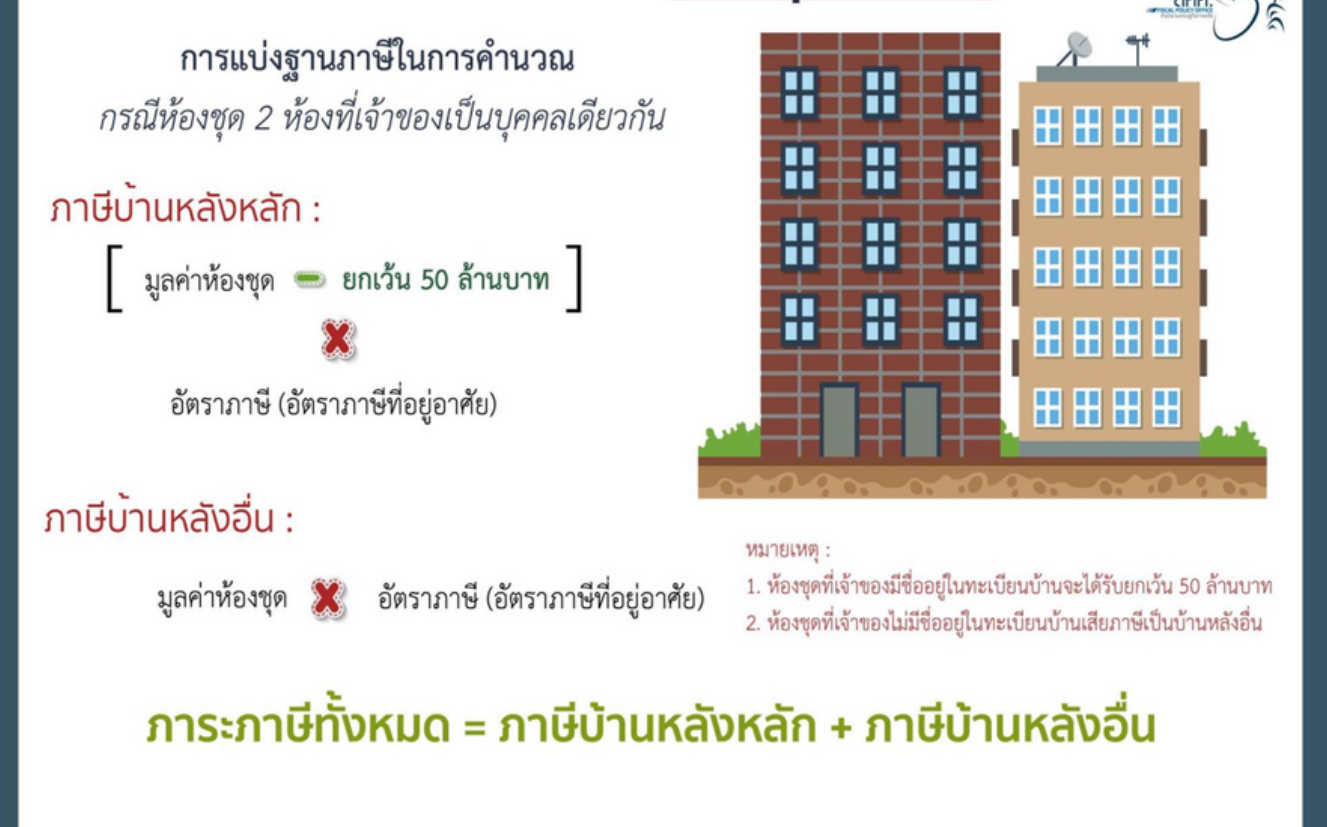 FISCAL POLICY OFFICE
การแบ่งฐานภาษีในการคำนวณ
กรณีห้องชุด 2 ห้องที่เจ้าของเป็นบุคคลเดียวกัน
ภาษีบ้านหลังหลัก :
[ มูลค่าห้องชุด - ยกเว้น 50 ล้านบาท ]
X
อัตราภาษี (อัตราภาษีที่อยู่อาศัย)
ภาษีบ้านหลังอื่น :
มูลค่าห้องชุด X อัตราภาษี (อัตราภาษีที่อยู่อาศัย)
หมายเหตุ :
1. ห้องชุดที่เจ้าของมีชื่ออยู่ในทะเบียนบ้านจะได้รับยกเว้น 50 ล้านบาท
2. ห้องชุดที่เจ้าของไม่มีชื่ออยู่ในทะเบียนบ้านเสียภาษีเป็นบ้านหลังอื่น
ภาระภาษีทั้งหมด = ภาษีบ้านหลังหลัก + ภาษีบ้านหลังอื่น